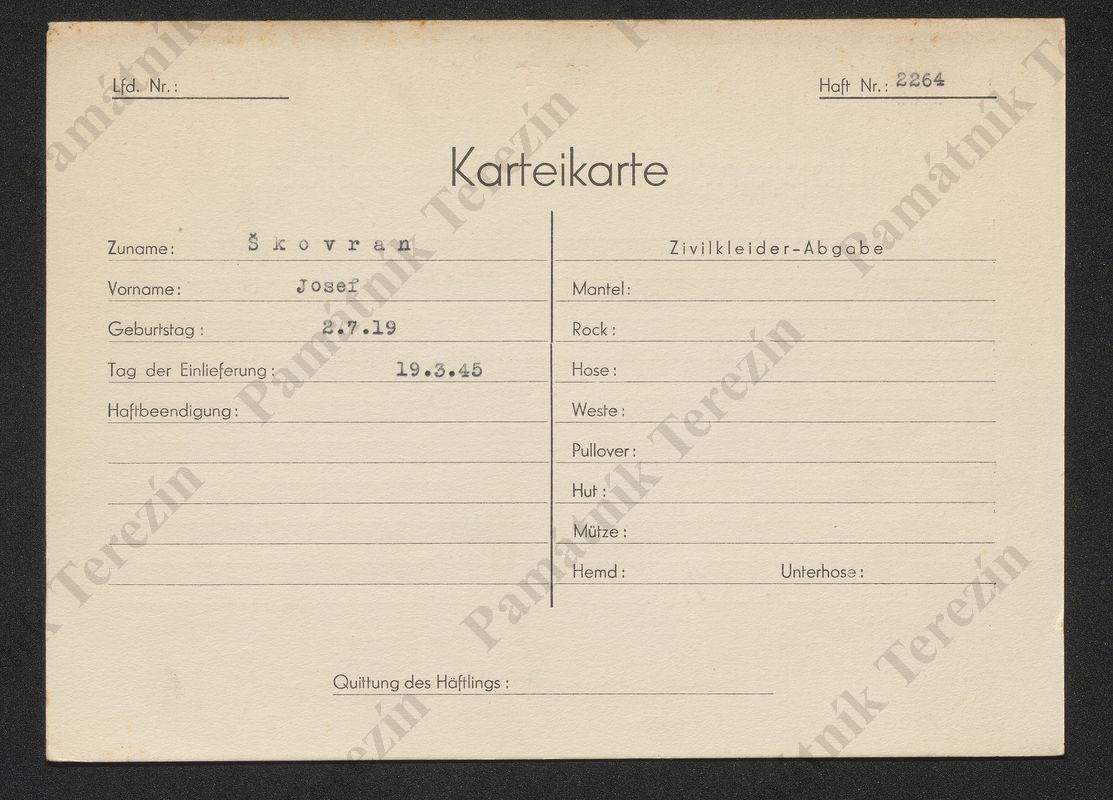 Lfd. Nr.:
Haft Nr.: 2264
Karteikarte
Zuname: Škovran
Vorname: Josef
Geburtstag: 2.7.19
Tag der Einlieferung: 19.3.45
Haftbeendigung:
Zivilkleider-Abgabe
Mantel:
Rock:
Hose:
Weste:
Pullover:
Hut:
Mütze:
Hemd: Unterhose:
Quittung des Häftlings:
Památník Terezín